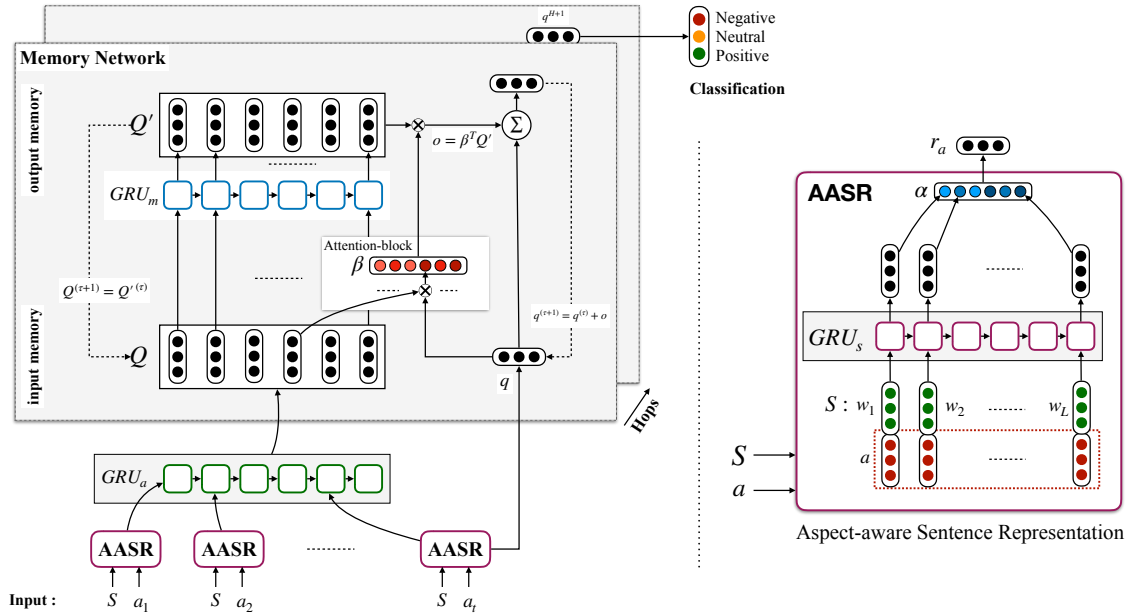 q^{H+1}
Negative
Neutral
Positive
Classification
Memory Network
output memory
Q′
o = β^T Q′
Σ
GRU_m
Attention-block
β
Q^{(τ+1)} = Q′^{(τ)}
q^{(τ+1)} = q^{(τ)} + o
input memory
Q
q
Hops
GRU_a
AASR
AASR
AASR
Input :
S
a_1
S
a_2
S
a_t
r_a
AASR
α
GRU_s
S : w_1
w_2
w_L
a
S
a
Aspect-aware Sentence Representation